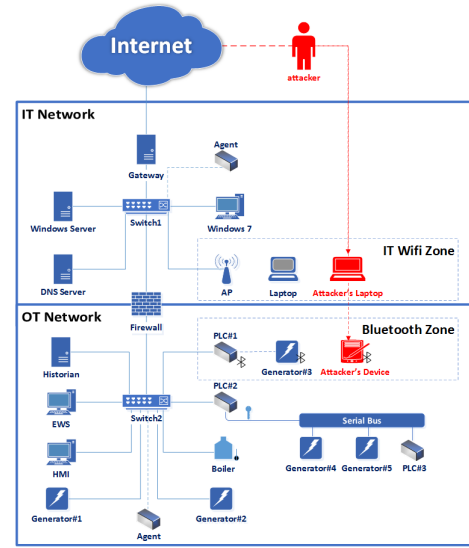 Internet
attacker
IT Network
Agent
Gateway
Windows Server
Switch1
Windows 7
IT Wifi Zone
DNS Server
AP
Laptop
Attacker's Laptop
Firewall
OT Network
Bluetooth Zone
Historian
PLC#1
Generator#3
Attacker's Device
PLC#2
EWS
Switch2
Serial Bus
HMI
Boiler
Generator#4
Generator#5
PLC#3
Generator#1
Agent
Generator#2